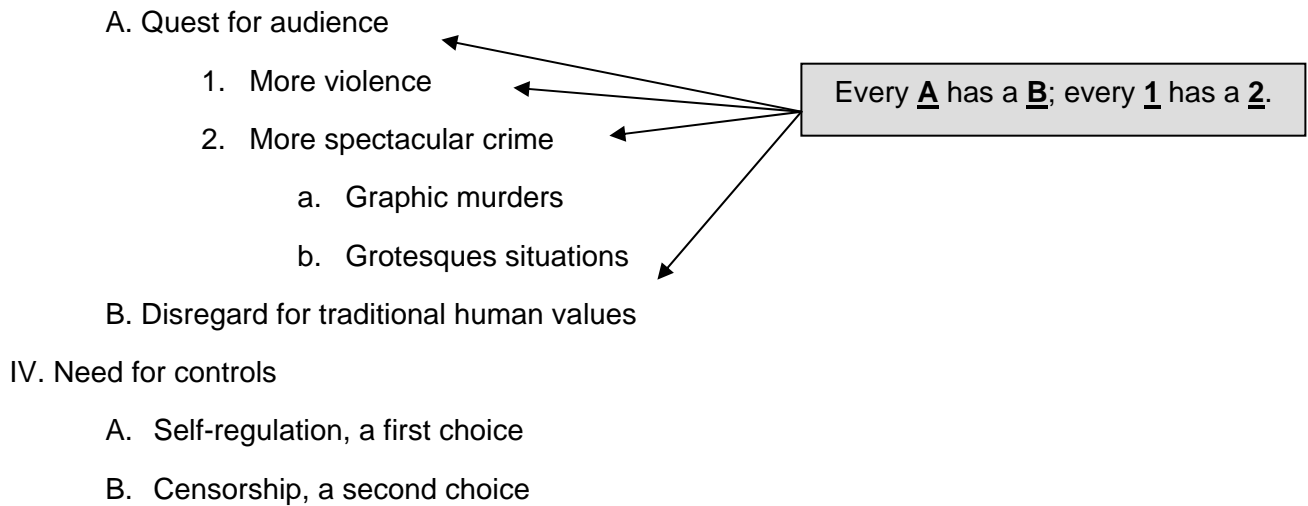 A. Quest for audience
1. More violence
Every A has a B; every 1 has a 2.
2. More spectacular crime
a. Graphic murders
b. Grotesques situations
B. Disregard for traditional human values
IV. Need for controls
A. Self-regulation, a first choice
B. Censorship, a second choice